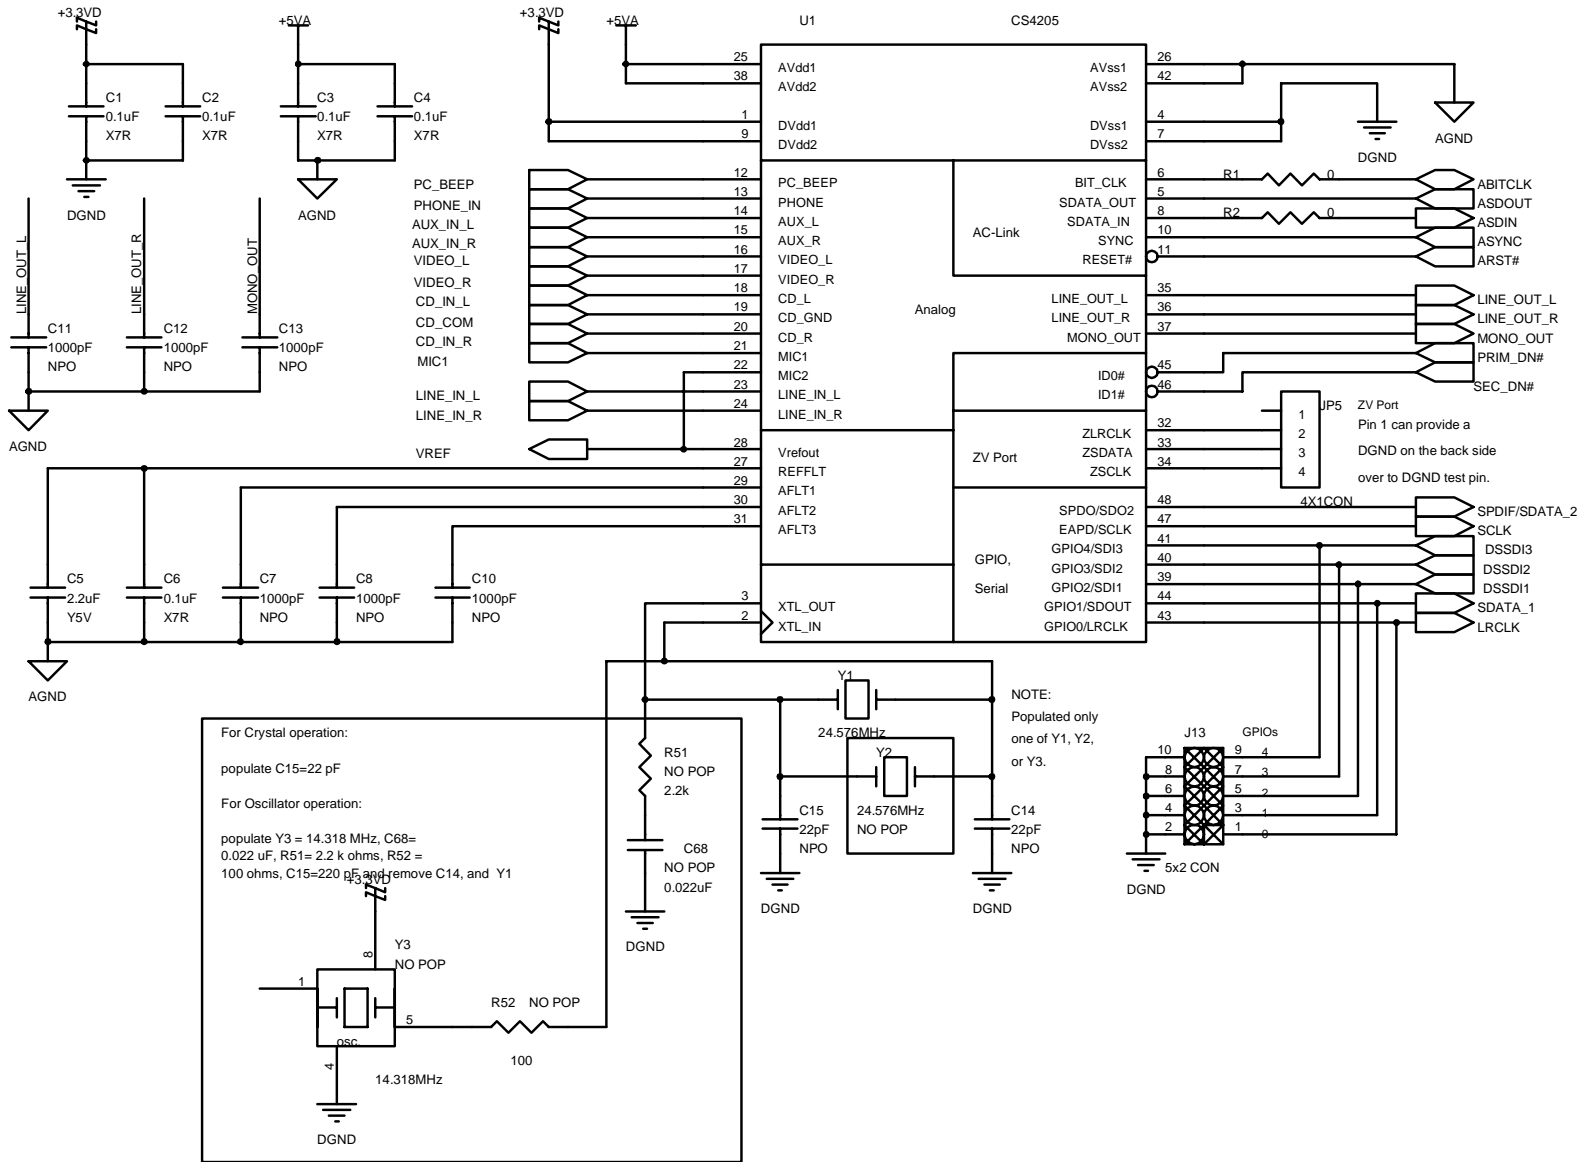 +3.3VD
+5VA
+3.3VD
+5VA
U1
CS4205
C1
0.1uF
X7R
C2
0.1uF
X7R
C3
0.1uF
X7R
C4
0.1uF
X7R
DGND
AGND
25
AVdd1
38
AVdd2
1
DVdd1
9
DVdd2
AVss1
26
AVss2
42
DVss1
4
DVss2
7
AGND
DGND
LINE_OUT_L
LINE_OUT_R
MONO_OUT
C11
1000pF
NPO
C12
1000pF
NPO
C13
1000pF
NPO
AGND
PC_BEEP
PHONE_IN
AUX_IN_L
AUX_IN_R
VIDEO_L
VIDEO_R
CD_IN_L
CD_COM
CD_IN_R
MIC1
LINE_IN_L
LINE_IN_R
VREF
12
13
14
15
16
17
18
19
20
21
22
23
24
28
27
29
30
31
3
2
PC_BEEP
PHONE
AUX_L
AUX_R
VIDEO_L
VIDEO_R
CD_L
CD_GND
CD_R
MIC1
MIC2
LINE_IN_L
LINE_IN_R
Vrefout
REFFLT
AFLT1
AFLT2
AFLT3
XTL_OUT
XTL_IN
Analog
AC-Link
ZV Port
GPIO,
Serial
BIT_CLK
SDATA_OUT
SDATA_IN
SYNC
RESET#
LINE_OUT_L
LINE_OUT_R
MONO_OUT
ID0#
ID1#
ZLRCLK
ZSDATA
ZSCLK
SPDO/SDO2
EAPD/SCLK
GPIO4/SDI3
GPIO3/SDI2
GPIO2/SDI1
GPIO1/SDOUT
GPIO0/LRCLK
6
5
8
10
11
35
36
37
45
46
32
33
34
48
47
41
40
39
44
43
R1
0
R2
0
ABITCLK
ASDOUT
ASDIN
ASYNC
ARST#
LINE_OUT_L
LINE_OUT_R
MONO_OUT
PRIM_DN#
SEC_DN#
1
2
3
4
JP5
4X1CON
ZV Port
Pin 1 can provide a
DGND on the back side
over to DGND test pin.
SPDIF/SDATA_2
SCLK
DSSDI3
DSSDI2
DSSDI1
SDATA_1
LRCLK
C5
2.2uF
Y5V
C6
0.1uF
X7R
C7
1000pF
NPO
C8
1000pF
NPO
C10
1000pF
NPO
AGND
For Crystal operation:
populate C15=22 pF
For Oscillator operation:
populate Y3 = 14.318 MHz, C68=
0.022 uF, R51= 2.2 k ohms, R52 =
100 ohms, C15=220 pF and remove C14, and Y1
+3.3VD
Y3
NO POP
8
1
5
4
osc.
14.318MHz
DGND
R52 NO POP
100
R51
NO POP
2.2k
C68
NO POP
0.022uF
DGND
Y1
24.576MHz
Y2
24.576MHz
NO POP
C15
22pF
NPO
DGND
C14
22pF
NPO
DGND
NOTE:
Populated only
one of Y1, Y2,
or Y3.
J13
GPIOs
10
9
4
8
7
3
6
5
2
4
3
1
2
1
0
5x2 CON
DGND